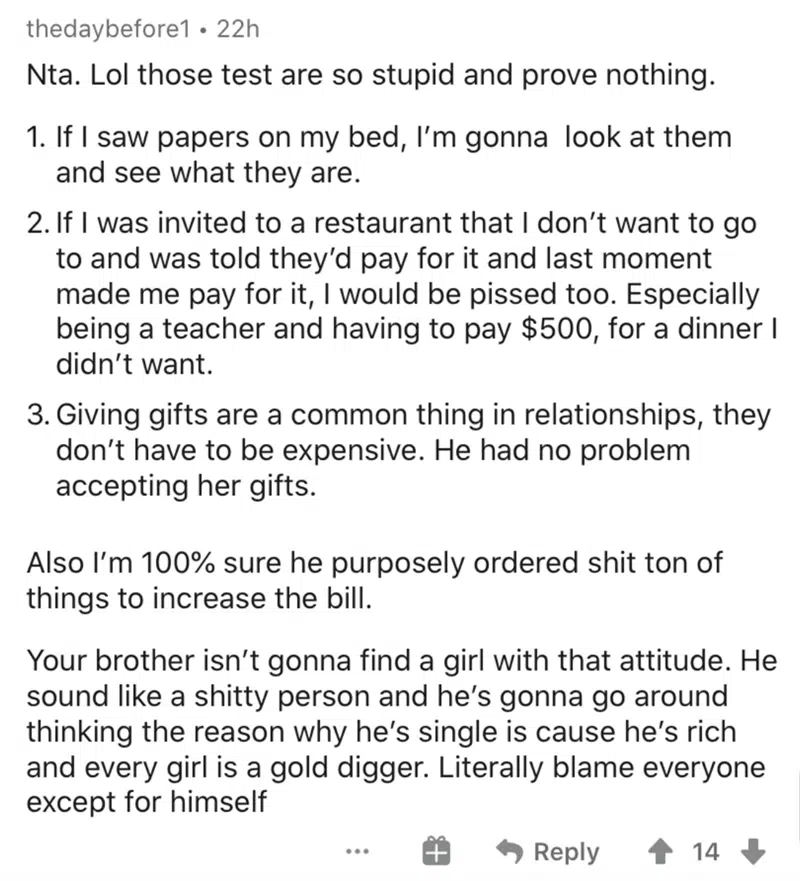 thedaybefore1 • 22h
Nta. Lol those test are so stupid and prove nothing.
1. If I saw papers on my bed, I'm gonna look at them
and see what they are.
2. If I was invited to a restaurant that I don't want to go
to and was told they'd pay for it and last moment
made me pay for it, I would be pissed too. Especially
being a teacher and having to pay $500, for a dinner I
didn't want.
3. Giving gifts are a common thing in relationships, they
don't have to be expensive. He had no problem
accepting her gifts.
Also I'm 100% sure he purposely ordered shit ton of
things to increase the bill.
Your brother isn't gonna find a girl with that attitude. He
sound like a shitty person and he's gonna go around
thinking the reason why he's single is cause he's rich
and every girl is a gold digger. Literally blame everyone
except for himself
Reply 14